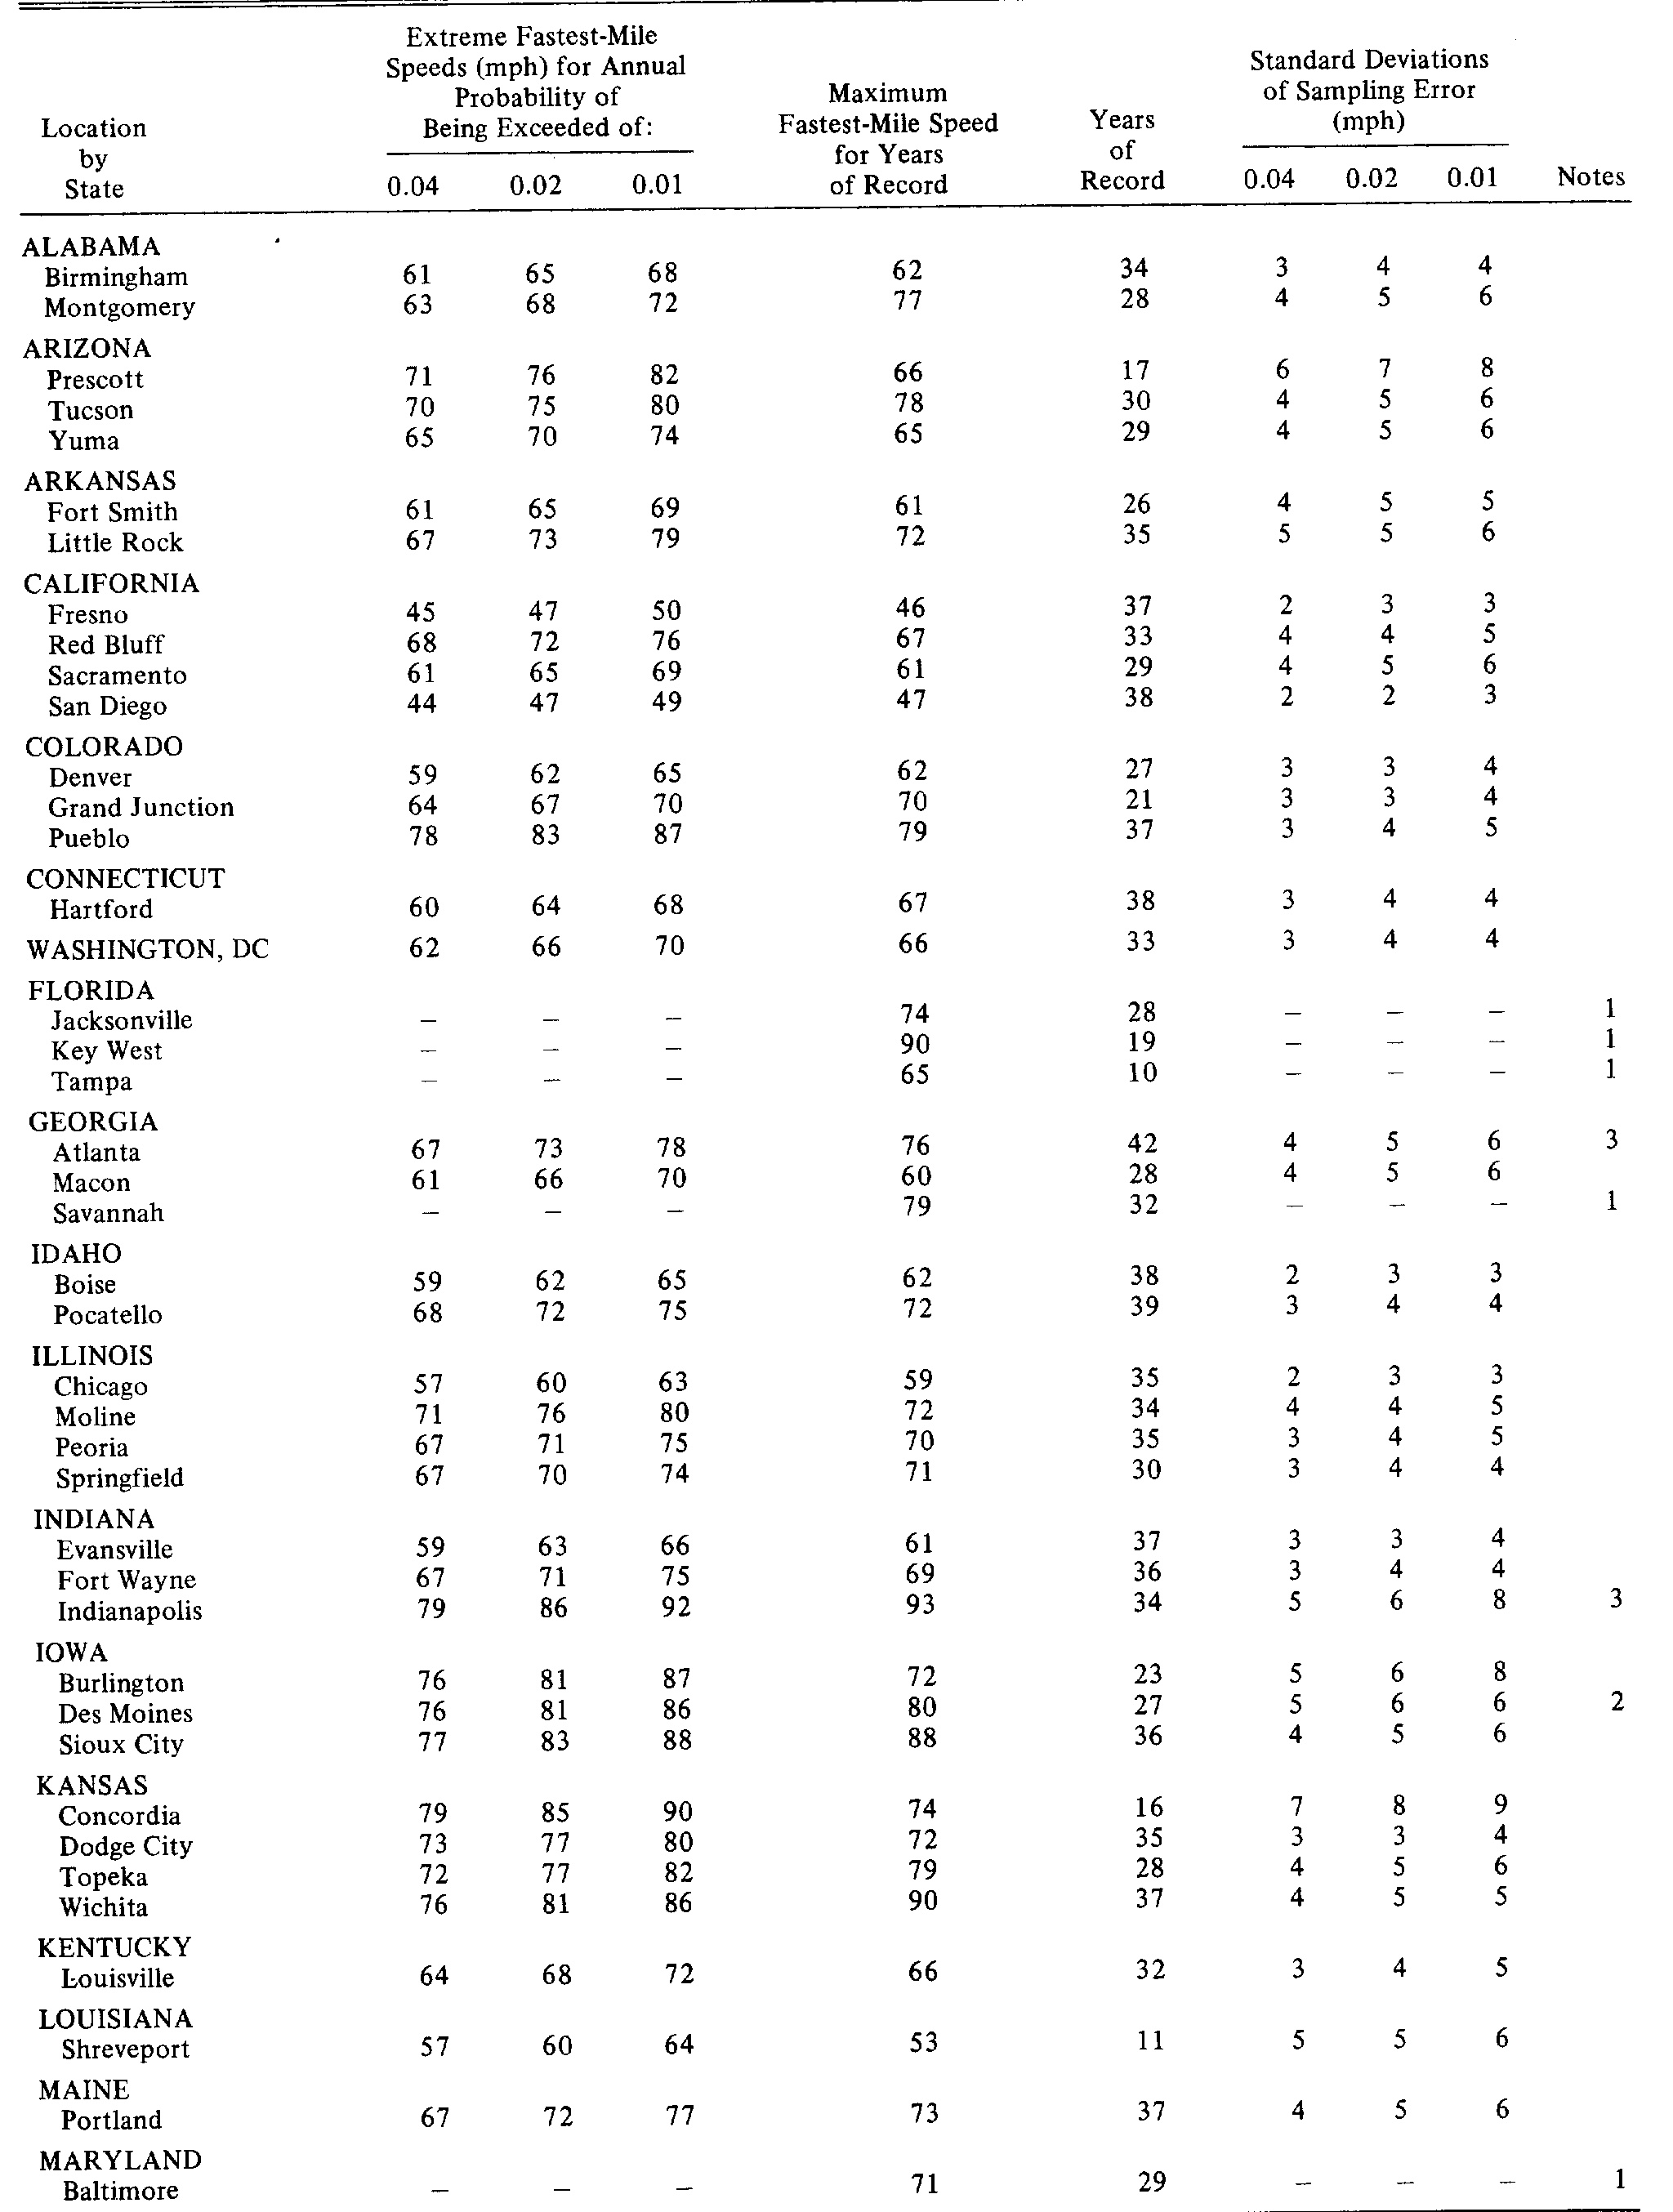 Location
by
State
Extreme Fastest-Mile
Speeds (mph) for Annual
Probability of
Being Exceeded of:
0.04 0.02 0.01
Maximum
Fastest-Mile Speed
for Years
of Record
Years
of
Record
Standard Deviations
of Sampling Error
(mph)
0.04 0.02 0.01
Notes
ALABAMA
Birmingham 61 65 68 62 34 3 4 4
Montgomery 63 68 72 77 28 4 5 6
ARIZONA
Prescott 71 76 82 66 17 6 7 8
Tucson 70 75 80 78 30 4 5 6
Yuma 65 70 74 65 29 4 5 6
ARKANSAS
Fort Smith 61 65 69 61 26 4 5 5
Little Rock 67 73 79 72 35 5 5 6
CALIFORNIA
Fresno 45 47 50 46 37 2 3 3
Red Bluff 68 72 76 67 33 4 4 5
Sacramento 61 65 69 61 29 4 5 6
San Diego 44 47 49 47 38 2 2 3
COLORADO
Denver 59 62 65 62 27 3 3 4
Grand Junction 64 67 70 70 21 3 3 4
Pueblo 78 83 87 79 37 3 4 5
CONNECTICUT
Hartford 60 64 68 67 38 3 4 4
WASHINGTON, DC 62 66 70 66 33 3 4 4
FLORIDA
Jacksonville – – – 74 28 – – – 1
Key West – – – 90 19 – – – 1
Tampa – – – 65 10 – – – 1
GEORGIA
Atlanta 67 73 78 76 42 4 5 6 3
Macon 61 66 70 60 28 4 5 6
Savannah – – – 79 32 – – – 1
IDAHO
Boise 59 62 65 62 38 2 3 3
Pocatello 68 72 75 72 39 3 4 4
ILLINOIS
Chicago 57 60 63 59 35 2 3 3
Moline 71 76 80 72 34 4 4 5
Peoria 67 71 75 70 35 3 4 5
Springfield 67 70 74 71 30 3 4 4
INDIANA
Evansville 59 63 66 61 37 3 3 4
Fort Wayne 67 71 75 69 36 3 4 4
Indianapolis 79 86 92 93 34 5 6 8 3
IOWA
Burlington 76 81 87 72 23 5 6 8
Des Moines 76 81 86 80 27 5 6 6 2
Sioux City 77 83 88 88 36 4 5 6
KANSAS
Concordia 79 85 90 74 16 7 8 9
Dodge City 73 77 80 72 35 3 3 4
Topeka 72 77 82 79 28 4 5 6
Wichita 76 81 86 90 37 4 5 5
KENTUCKY
Louisville 64 68 72 66 32 3 4 5
LOUISIANA
Shreveport 57 60 64 53 11 5 5 6
MAINE
Portland 67 72 77 73 37 4 5 6
MARYLAND
Baltimore – – – 71 29 – – – 1